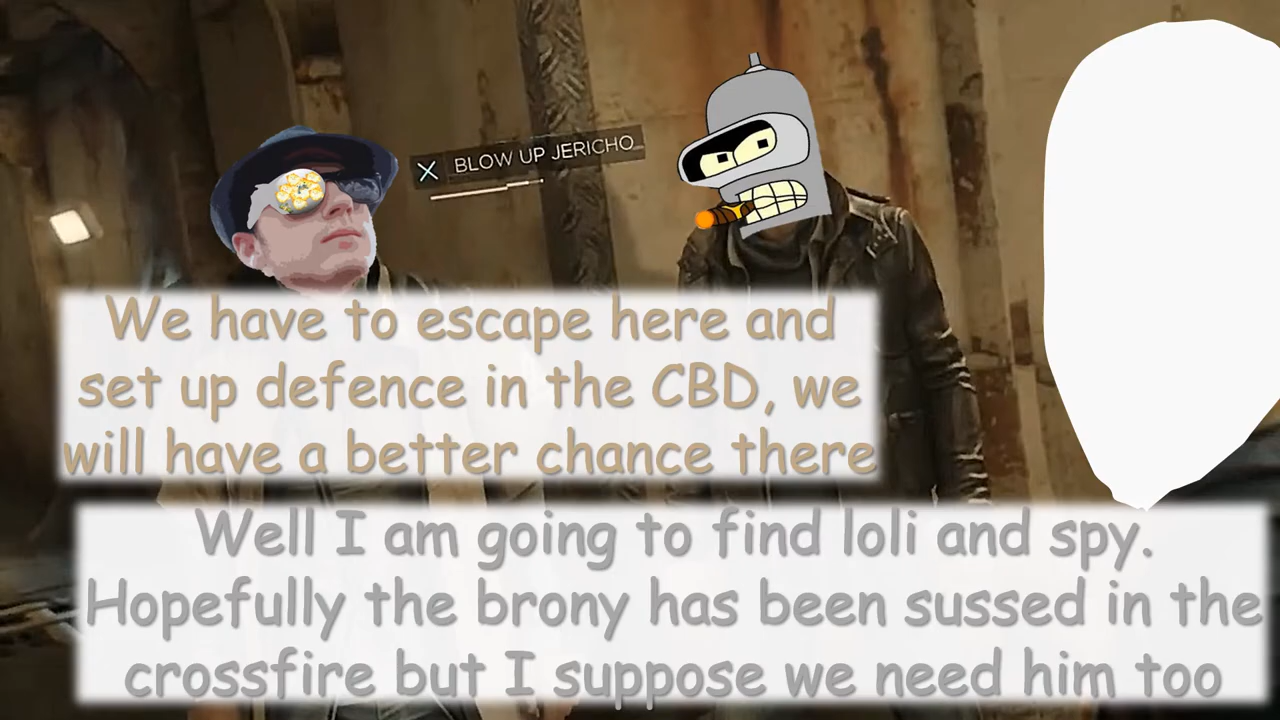 BLOW UP JERICHO
We have to escape here and
set up defence in the CBD, we
will have a better chance there
Well I am going to find loli and spy.
Hopefully the brony has been sussed in the
crossfire but I suppose we need him too